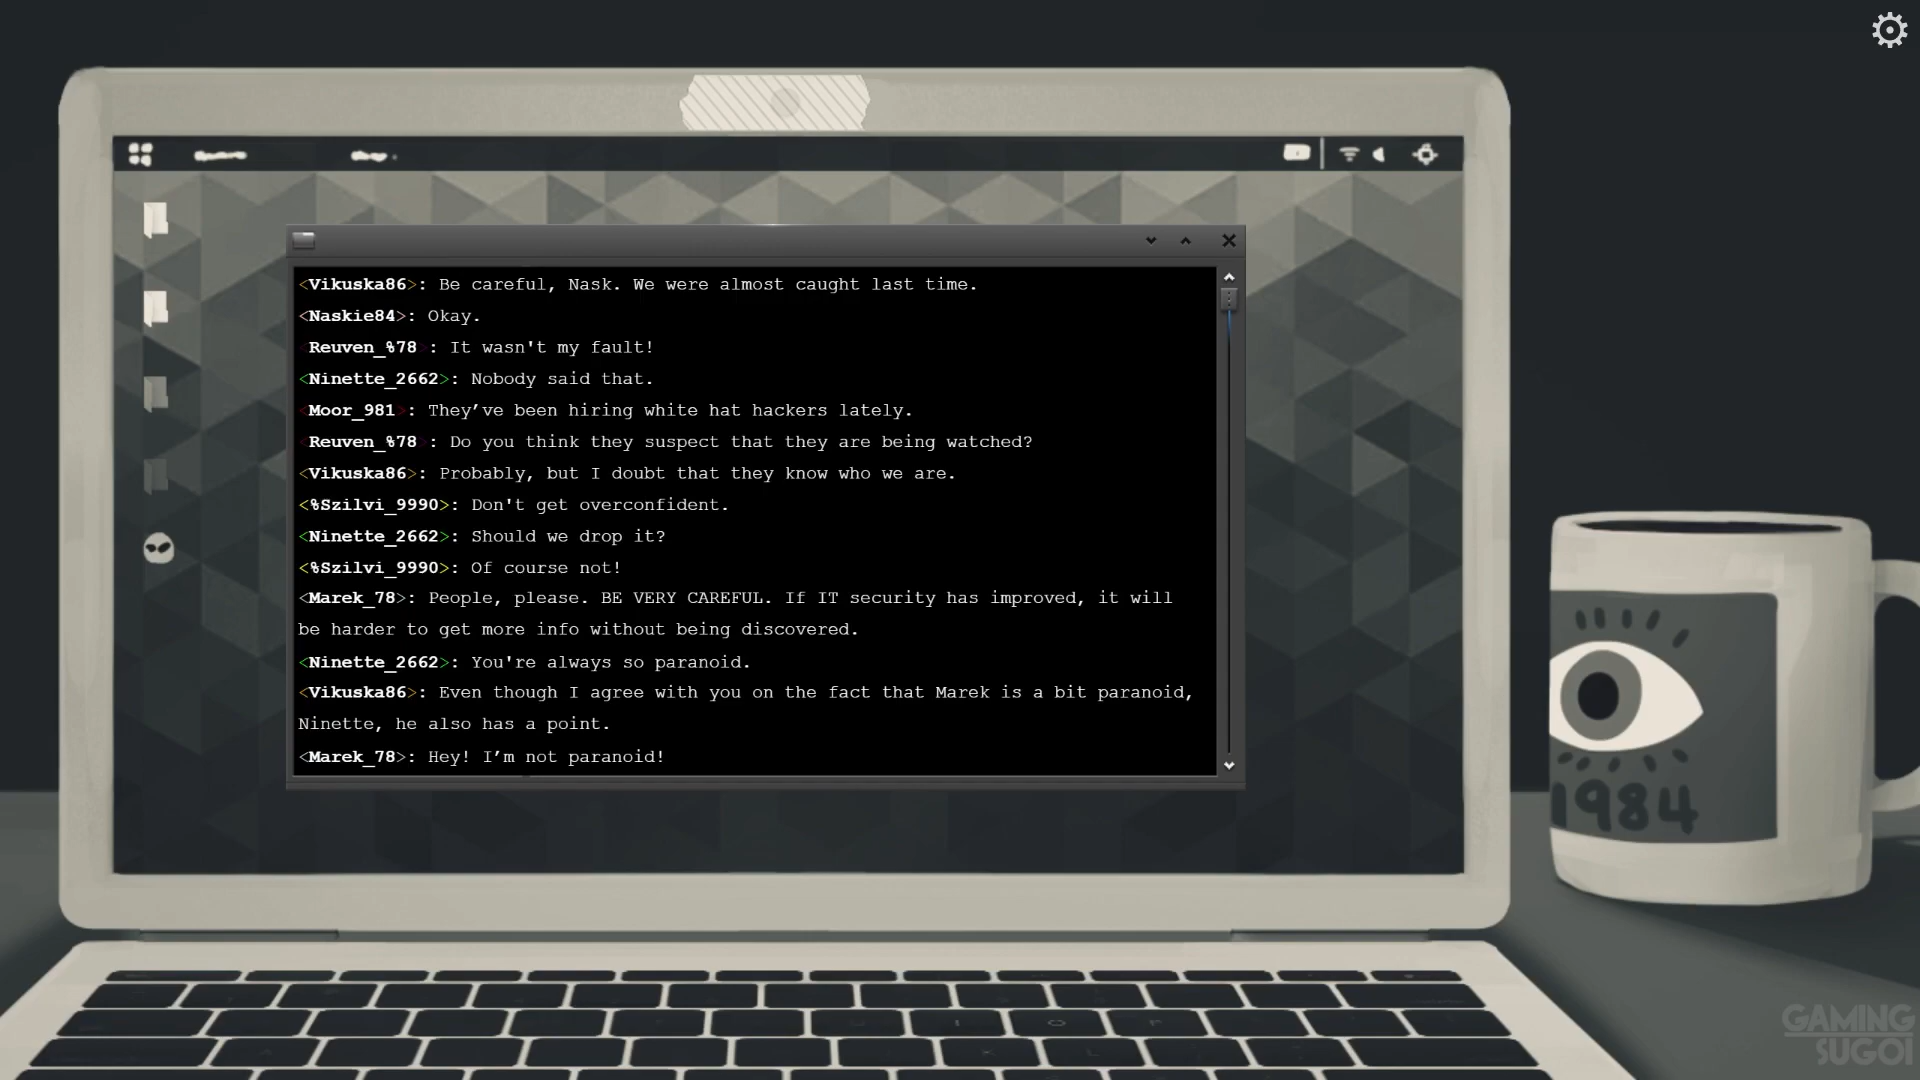 <Vikuska86>: Be careful, Nask. We were almost caught last time.
<Naskie84>: Okay.
<Reuven_%78>: It wasn't my fault!
<Ninette_2662>: Nobody said that.
<Moor_981>: They’ve been hiring white hat hackers lately.
<Reuven_%78>: Do you think they suspect that they are being watched?
<Vikuska86>: Probably, but I doubt that they know who we are.
<%Szilvi_9990>: Don't get overconfident.
<Ninette_2662>: Should we drop it?
<%Szilvi_9990>: Of course not!
<Marek_78>: People, please. BE VERY CAREFUL. If IT security has improved, it will
be harder to get more info without being discovered.
<Ninette_2662>: You're always so paranoid.
<Vikuska86>: Even though I agree with you on the fact that Marek is a bit paranoid,
Ninette, he also has a point.
<Marek_78>: Hey! I’m not paranoid!
1984
GAMING
SUGOI